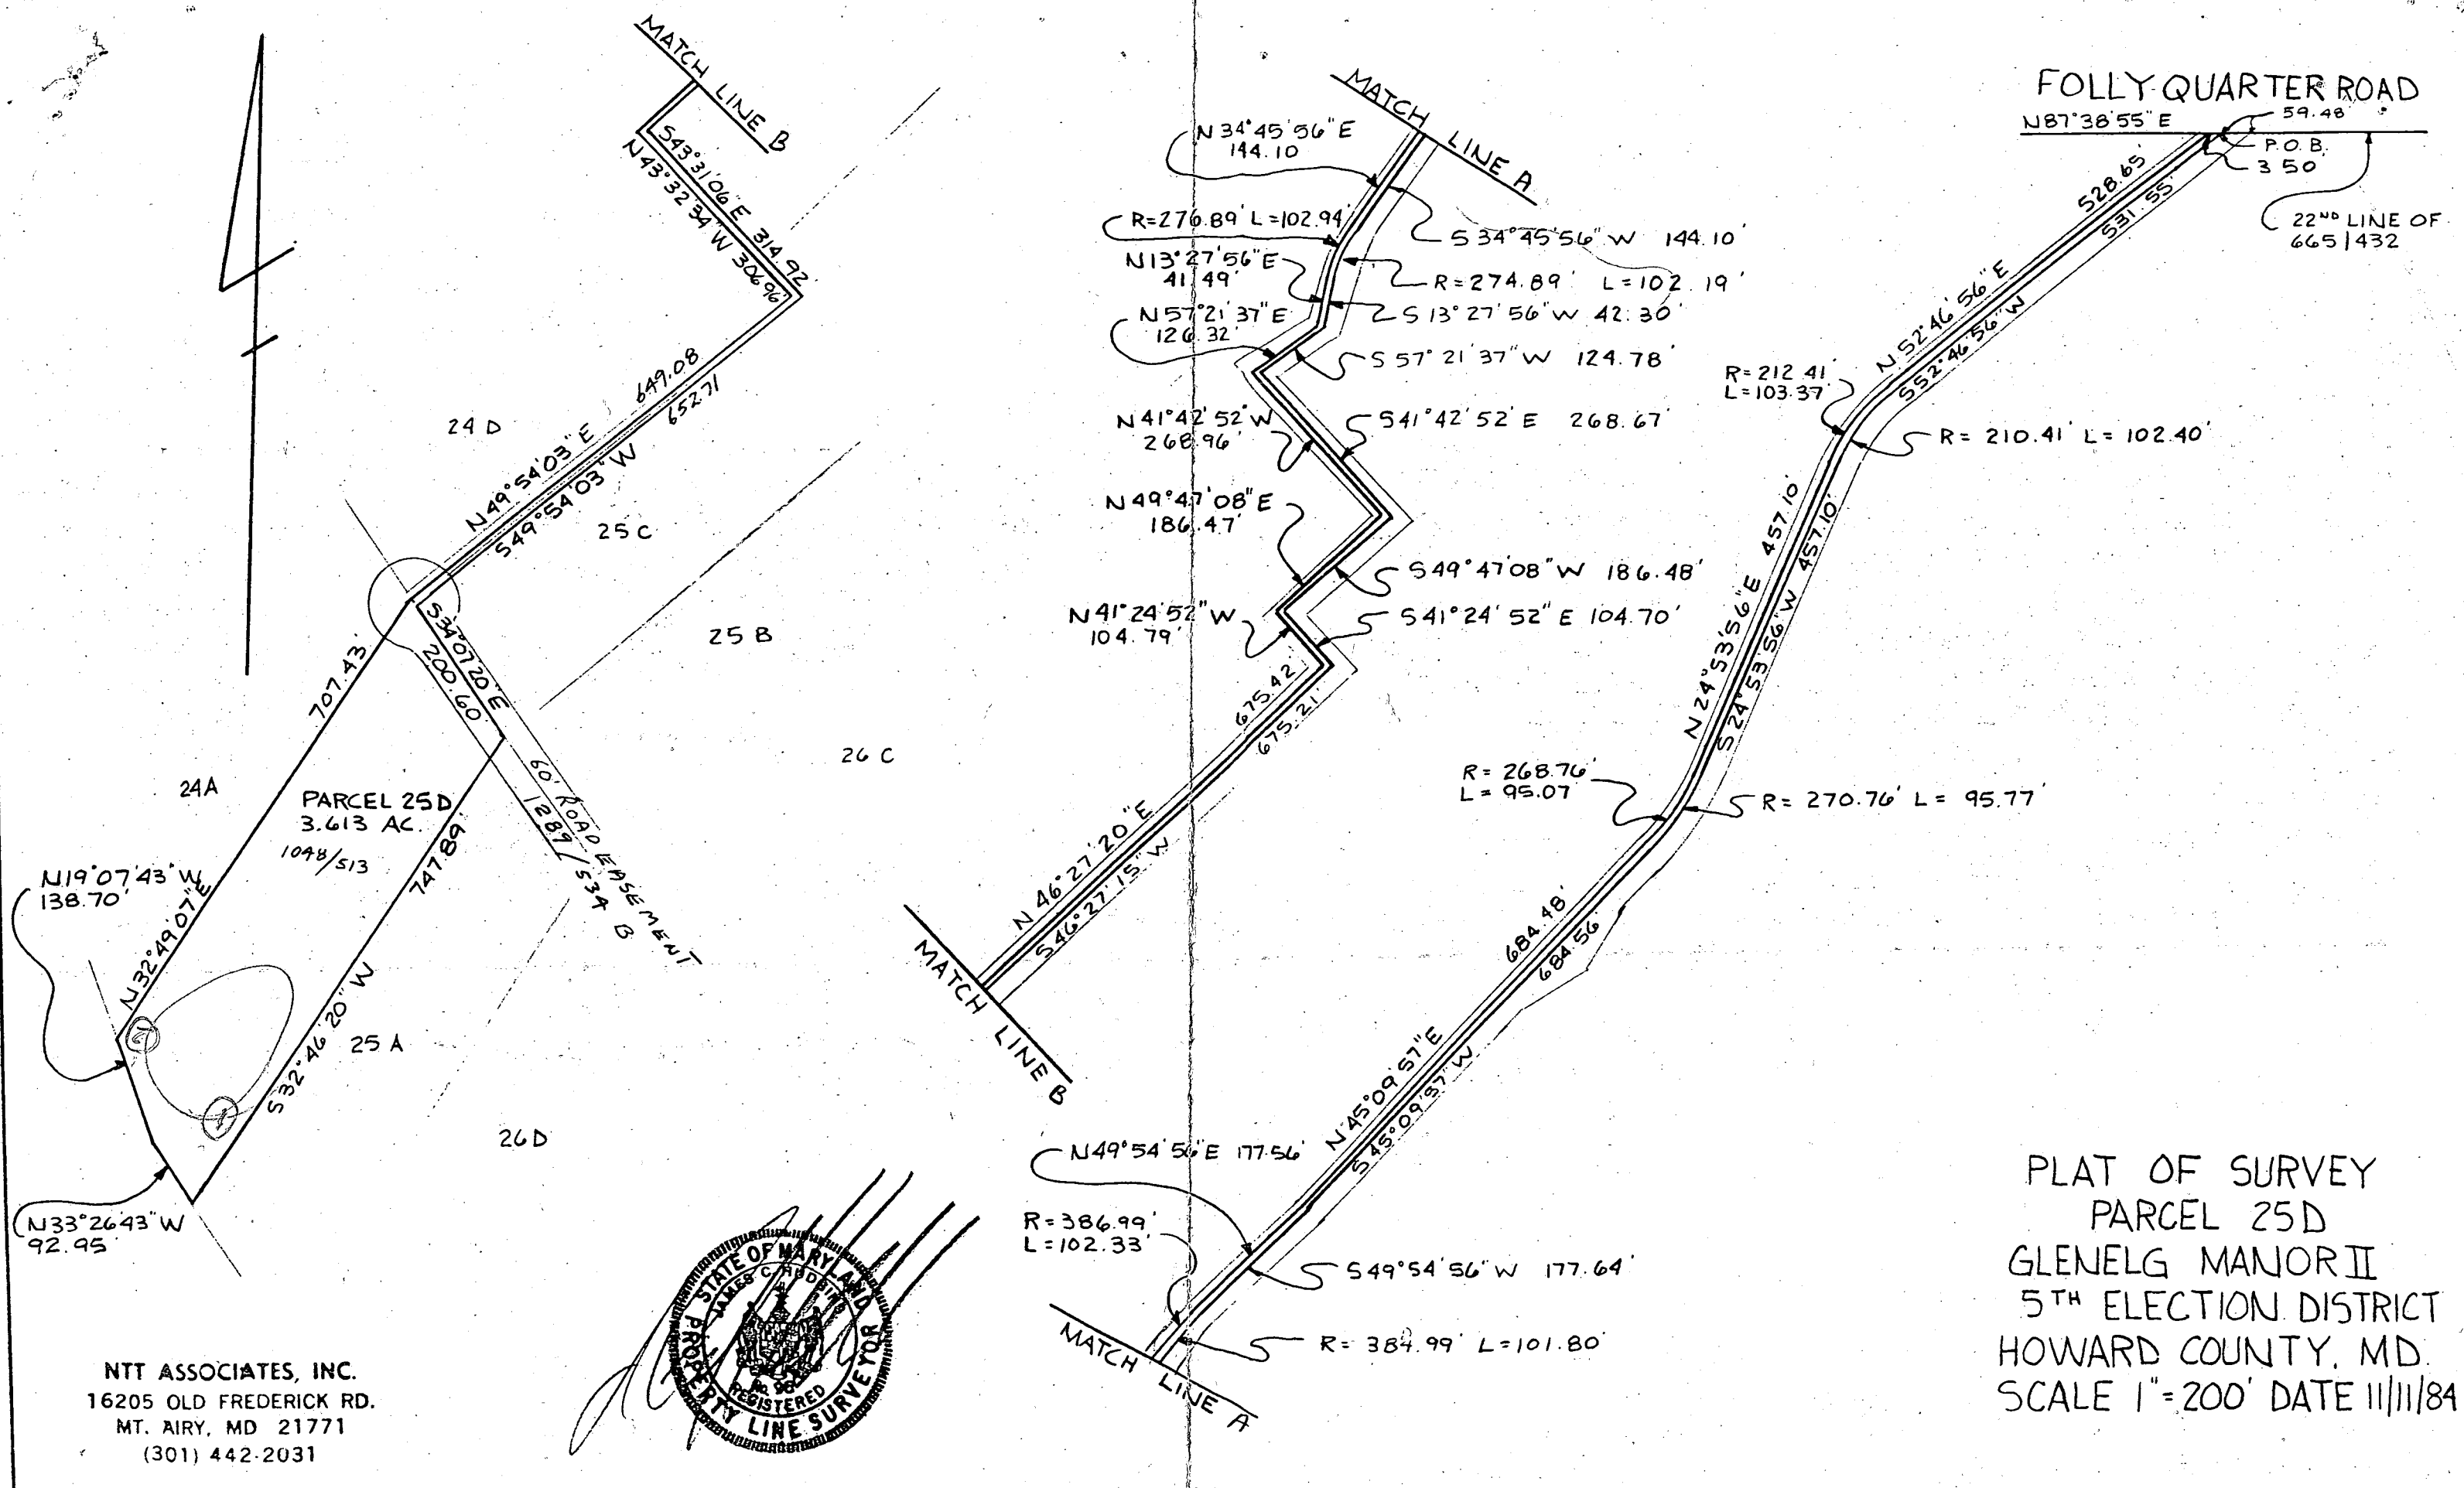 MATCH LINE B
S43°31'06"E 314.92'
N43°32'34"W 306.96'
649.08
652.71
N49°54'03"E
S49°54'03"W
24 D
25 C
25 B
26 C
S34°07'20"E
200.60
707.43'
24A
PARCEL 25D
3.613 AC.
1048/513
747.89'
60' ROAD EASEMENT
1289/534 B
N19°07'43"W
138.70'
N32°49'07"E
S32°46'20"W
25 A
26D
N33°26'43"W
92.95'
NTT ASSOCIATES, INC.
16205 OLD FREDERICK RD.
MT. AIRY, MD 21771
(301) 442-2031
STATE OF MARYLAND
JAMES C. HUDGINS
REGISTERED
PROPERTY LINE SURVEYOR
MATCH LINE A
N34°45'56"E
144.10
R=276.89' L=102.94'
N13°27'56"E
41.49'
N57°21'37"E
126.32'
N41°42'52"W
268.96'
N49°47'08"E
186.47'
N41°24'52"W
104.79'
S34°45'56"W 144.10'
R=274.89' L=102.19'
S13°27'56"W 42.30'
S57°21'37"W 124.78'
S41°42'52"E 268.67'
S49°47'08"W 186.48'
S41°24'52"E 104.70'
675.42
675.21'
N46°27'20"E
S46°27'15"W
MATCH LINE B
FOLLY QUARTER ROAD
N87°38'55"E
59.48'
P.O.B.
3.50'
22ND LINE OF
665/432
528.65'
531.55'
N52°46'56"E
S52°46'56"W
R=212.41'
L=103.37'
R=210.41' L=102.40'
N24°53'56"E 457.10'
S24°53'56"W 457.10'
R=268.76'
L=95.07'
R=270.76' L=95.77'
684.48'
684.56'
N45°09'57"E
S45°09'57"W
N49°54'56"E 177.56'
R=386.99'
L=102.33'
S49°54'56"W 177.64'
R=384.99' L=101.80'
MATCH LINE A
PLAT OF SURVEY
PARCEL 25D
GLENELG MANOR II
5TH ELECTION DISTRICT
HOWARD COUNTY, MD.
SCALE 1"=200' DATE 11/11/84